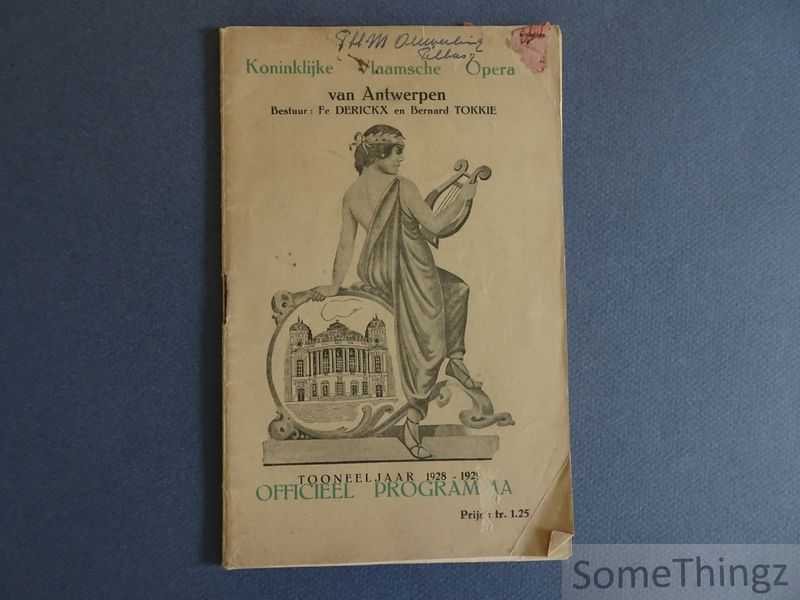 Koninklijke Vlaamsche Opera
van Antwerpen
Bestuur : Fe DERICKX en Bernard TOKKIE
TOONEELJAAR 1928 - 192
OFFICIEEL PROGRAMMA
Prijs : fr. 1.25
SomeThingz